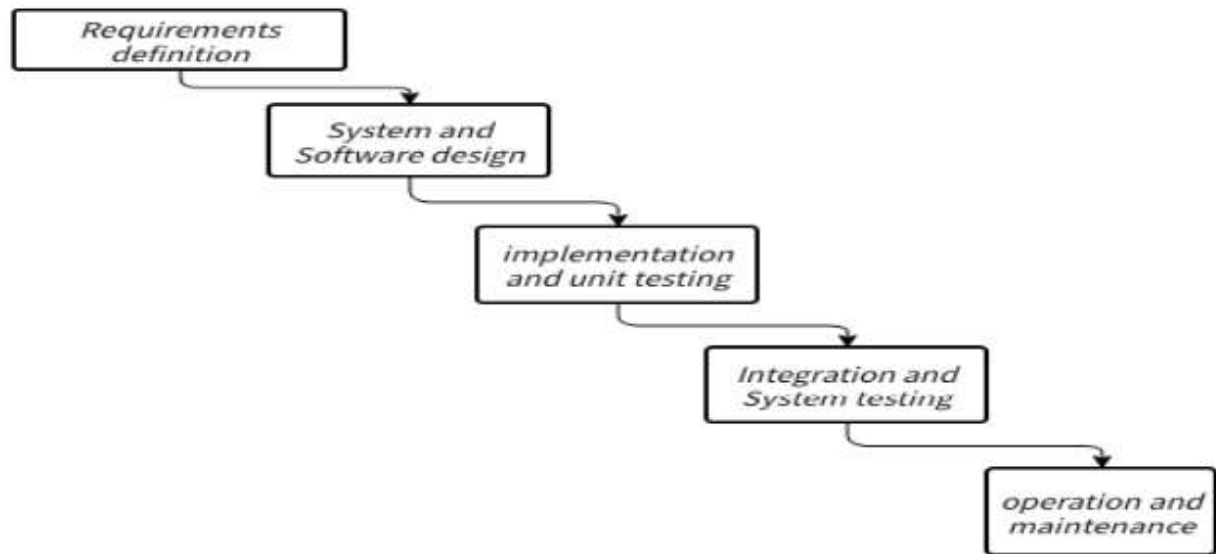 Requirements
definition
System and
Software design
implementation
and unit testing
Integration and
System testing
operation and
maintenance